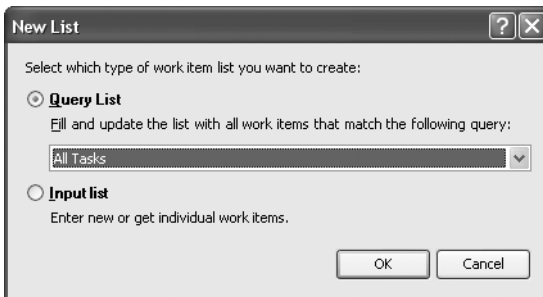 New List
Select which type of work item list you want to create:
Query List
Fill and update the list with all work items that match the following query:
All Tasks
Input list
Enter new or get individual work items.
OK Cancel